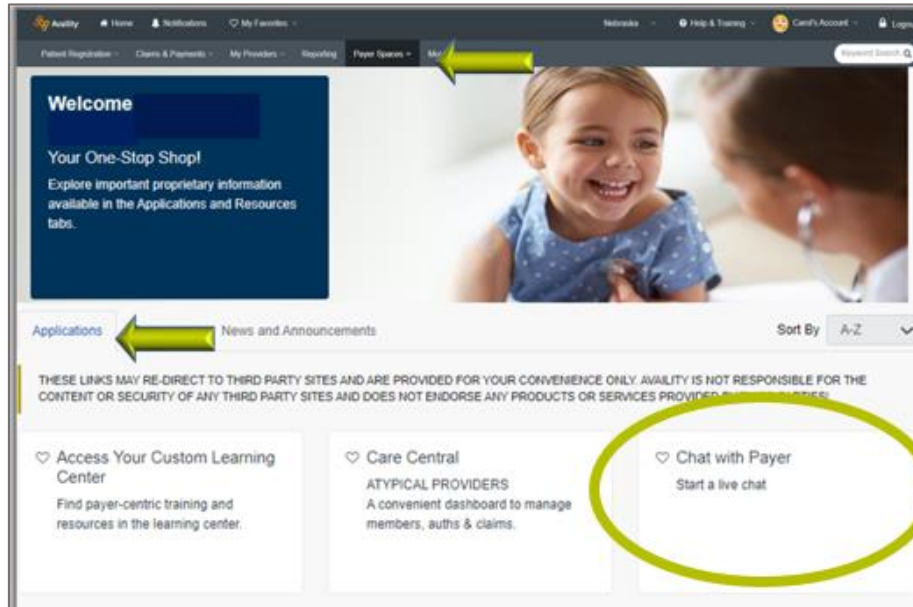 Availity Home Notifications My Favorites Nebraska Help & Training Carol's Account
Patient Registration Claims & Payments My Providers Reporting Payer Spaces Keyword Search
Welcome
Your One-Stop Shop!
Explore important proprietary information
available in the Applications and Resources
tabs.
Applications News and Announcements Sort By A-Z
THESE LINKS MAY RE-DIRECT TO THIRD PARTY SITES AND ARE PROVIDED FOR YOUR CONVENIENCE ONLY. AVAILITY IS NOT RESPONSIBLE FOR THE
CONTENT OR SECURITY OF ANY THIRD PARTY SITES AND DOES NOT ENDORSE ANY PRODUCTS OR SERVICES PROVIDED
Access Your Custom Learning
Center
Find payer-centric training and
resources in the learning center.
Care Central
ATYPICAL PROVIDERS
A convenient dashboard to manage
members, auths & claims.
Chat with Payer
Start a live chat